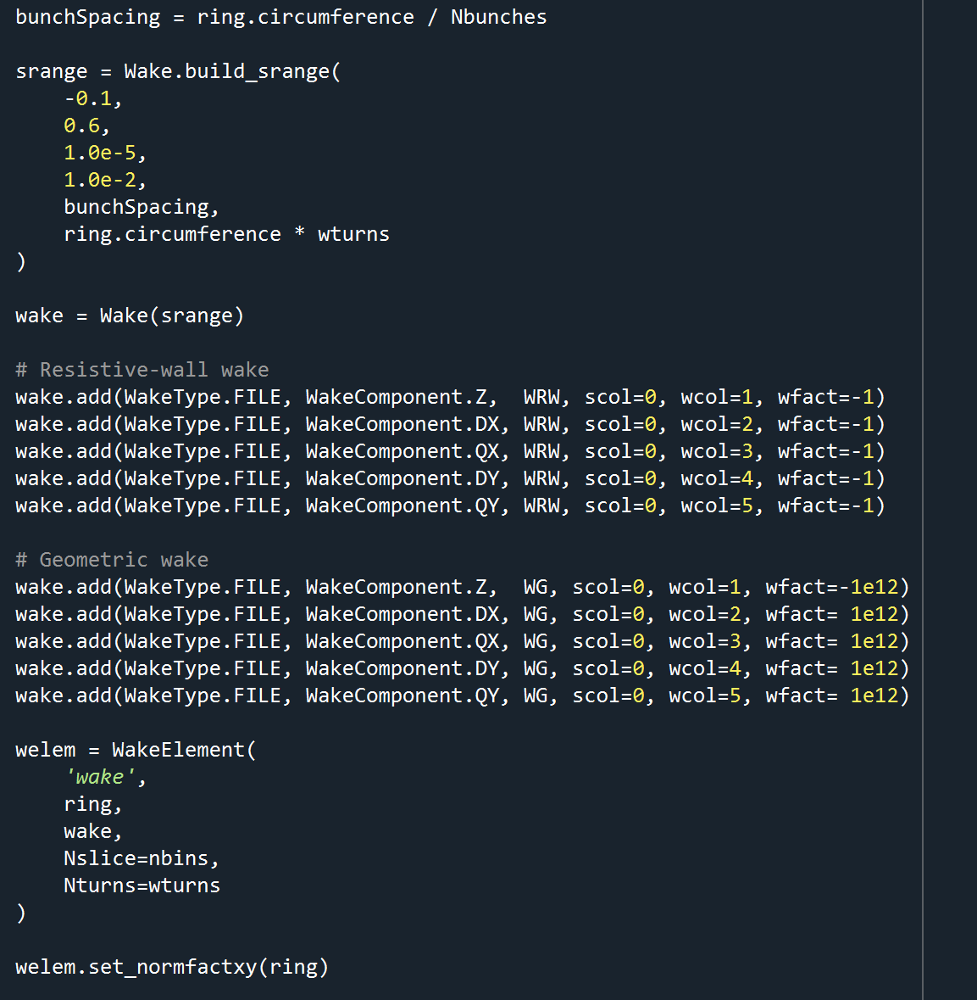 bunchSpacing = ring.circumference / Nbunches
srange = Wake.build_srange(
    -0.1,
    0.6,
    1.0e-5,
    1.0e-2,
    bunchSpacing,
    ring.circumference * wturns
)
wake = Wake(srange)
# Resistive-wall wake
wake.add(WakeType.FILE, WakeComponent.Z,  WRW, scol=0, wcol=1, wfact=-1)
wake.add(WakeType.FILE, WakeComponent.DX, WRW, scol=0, wcol=2, wfact=-1)
wake.add(WakeType.FILE, WakeComponent.QX, WRW, scol=0, wcol=3, wfact=-1)
wake.add(WakeType.FILE, WakeComponent.DY, WRW, scol=0, wcol=4, wfact=-1)
wake.add(WakeType.FILE, WakeComponent.QY, WRW, scol=0, wcol=5, wfact=-1)
# Geometric wake
wake.add(WakeType.FILE, WakeComponent.Z,  WG, scol=0, wcol=1, wfact=-1e12)
wake.add(WakeType.FILE, WakeComponent.DX, WG, scol=0, wcol=2, wfact= 1e12)
wake.add(WakeType.FILE, WakeComponent.QX, WG, scol=0, wcol=3, wfact= 1e12)
wake.add(WakeType.FILE, WakeComponent.DY, WG, scol=0, wcol=4, wfact= 1e12)
wake.add(WakeType.FILE, WakeComponent.QY, WG, scol=0, wcol=5, wfact= 1e12)
welem = WakeElement(
    'wake',
    ring,
    wake,
    Nslice=nbins,
    Nturns=wturns
)
welem.set_normfactxy(ring)